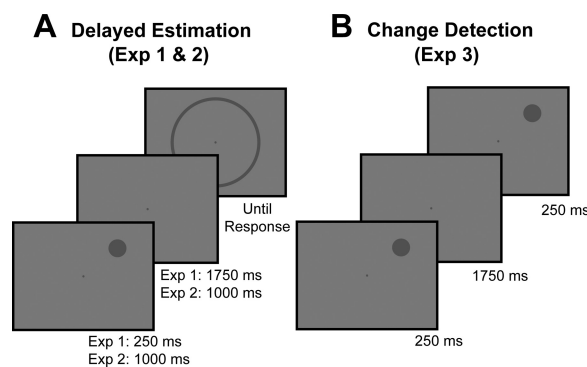 A Delayed Estimation
(Exp 1 & 2)
Until
Response
Exp 1: 1750 ms
Exp 2: 1000 ms
Exp 1: 250 ms
Exp 2: 1000 ms
B Change Detection
(Exp 3)
250 ms
1750 ms
250 ms